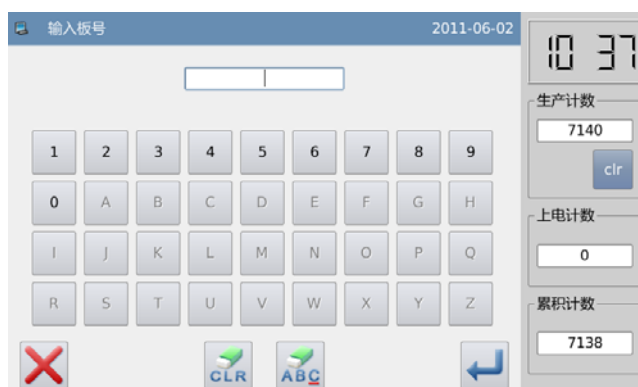 输入板号 2011-06-02
1 2 3 4 5 6 7 8 9
0 A B C D E F G H
I J K L M N O P Q
R S T U V W X Y Z
CLR ABC
10 37
生产计数
7140
clr
上电计数
0
累积计数
7138